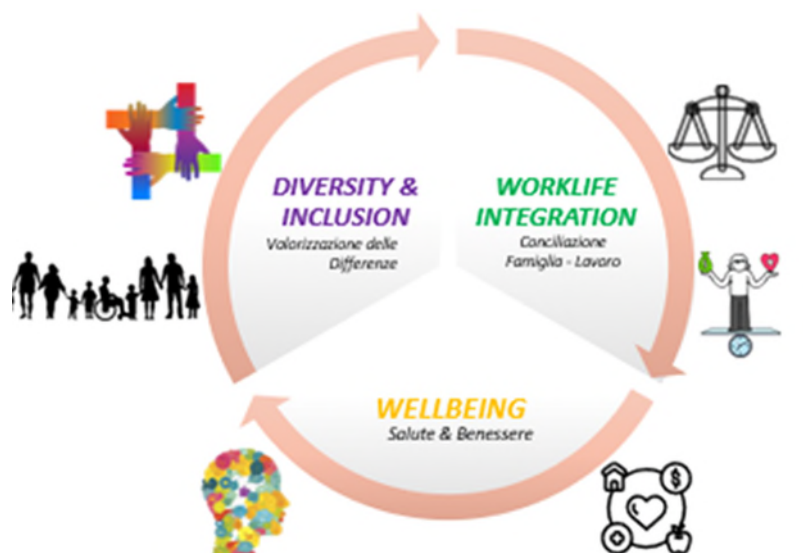 DIVERSITY &
INCLUSION
Valorizzazione delle
Differenze
WORKLIFE
INTEGRATION
Conciliazione
Famiglia - Lavoro
WELLBEING
Salute & Benessere
$